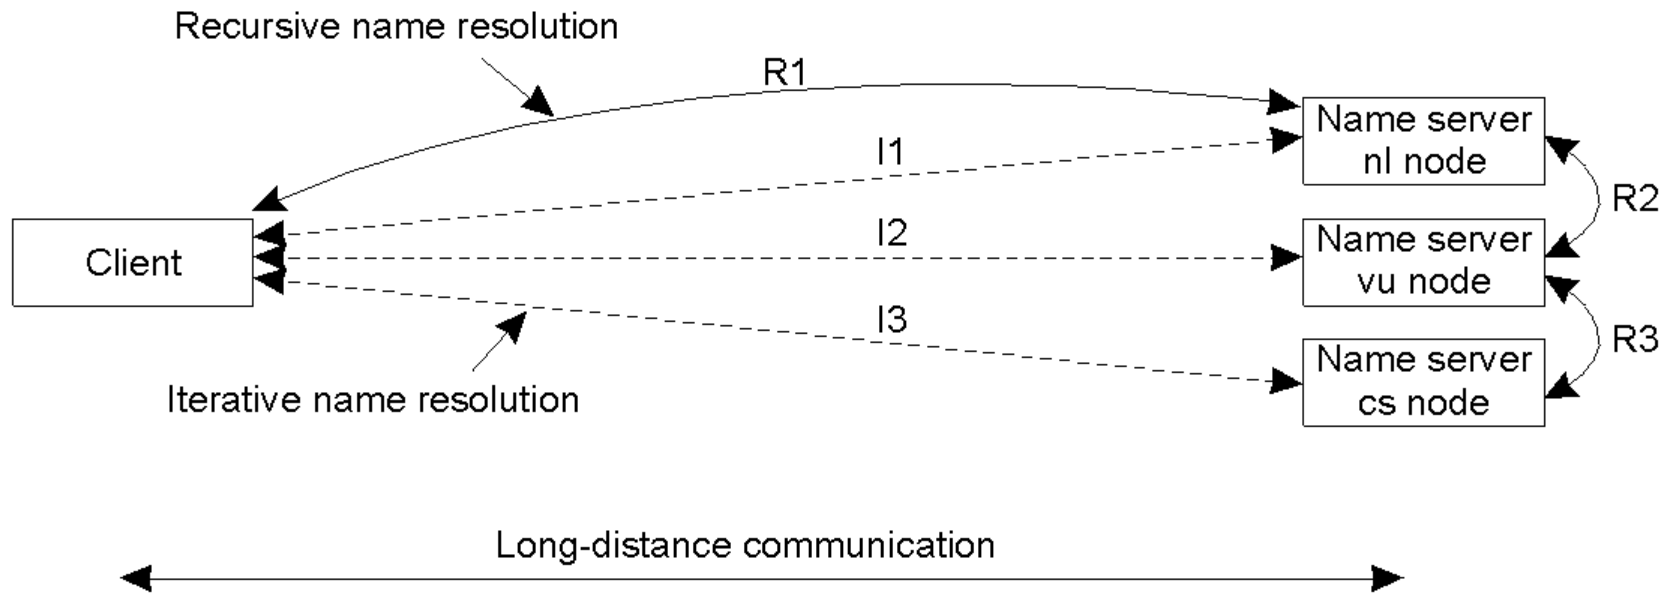 Recursive name resolution
R1
Name server
nl node
I1
R2
I2
Name server
vu node
Client
I3
R3
Name server
cs node
Iterative name resolution
Long-distance communication